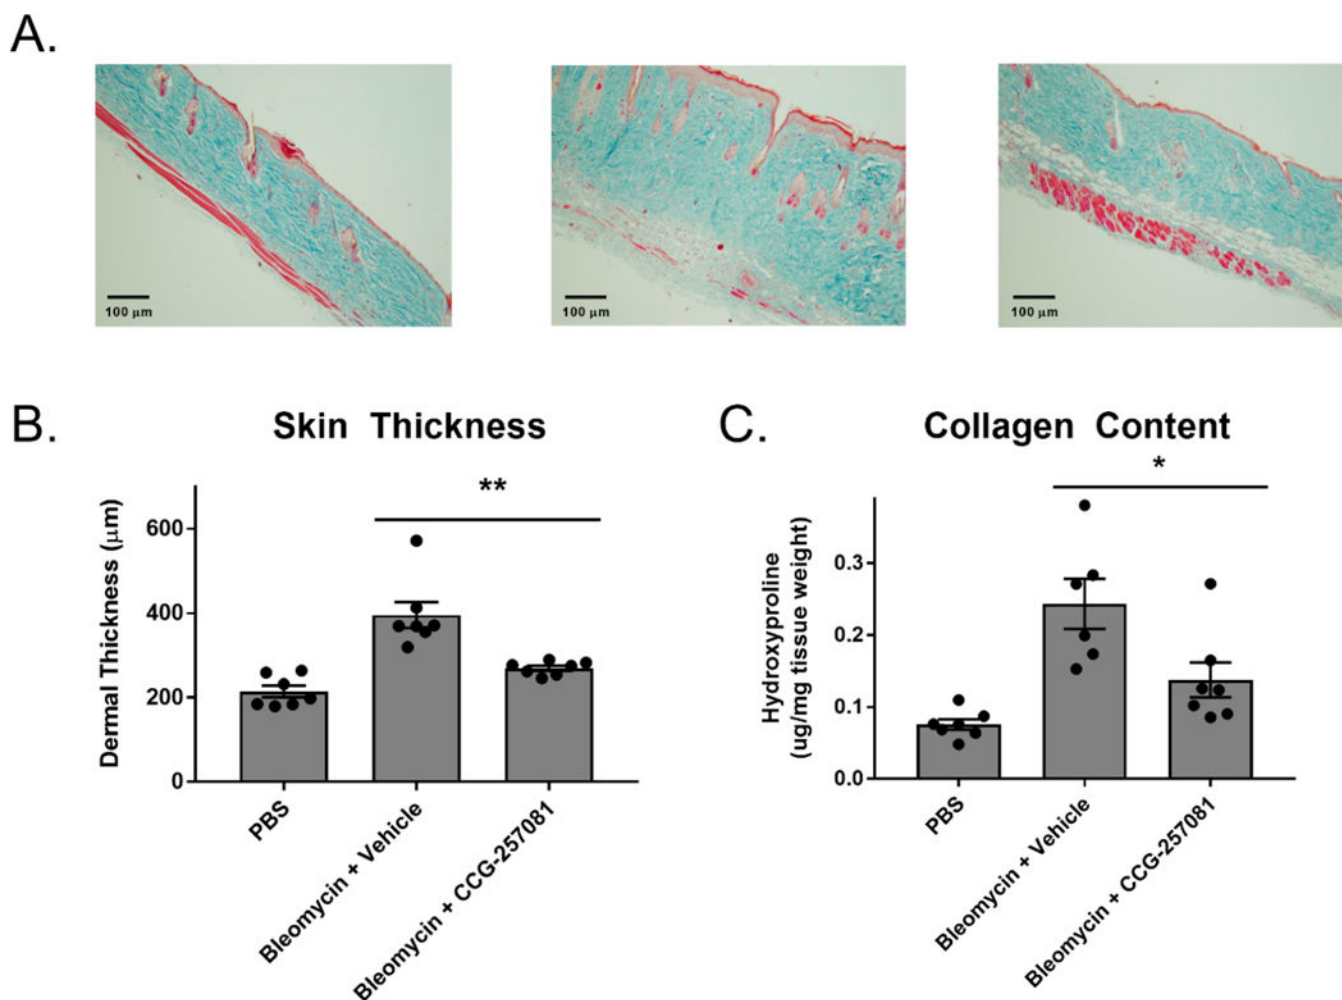 A.
100 μm
100 μm
100 μm
B.
Skin Thickness
**
Dermal Thickness (μm)
600
400
200
0
PBS
Bleomycin + Vehicle
Bleomycin + CCG-257081
C.
Collagen Content
*
Hydroxyproline
(ug/mg tissue weight)
0.3
0.2
0.1
0.0
PBS
Bleomycin + Vehicle
Bleomycin + CCG-257081